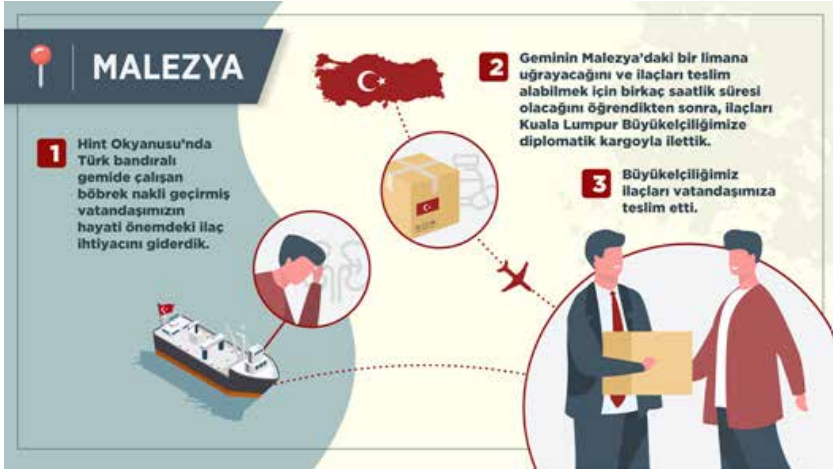 MALEZYA
1
Hint Okyanusu’nda
Türk bandıralı
gemide çalışan
böbrek nakli geçirmiş
vatandaşımızın
hayati önemdeki ilaç
ihtiyacını giderdik.
2
Geminin Malezya’daki bir limana
uğrayacağını ve ilaçları teslim
alabilmek için birkaç saatlik süresi
olacağını öğrendikten sonra, ilaçları
Kuala Lumpur Büyükelçiliğimize
diplomatik kargoyla ilettik.
3
Büyükelçiliğimiz
ilaçları vatandaşımıza
teslim etti.